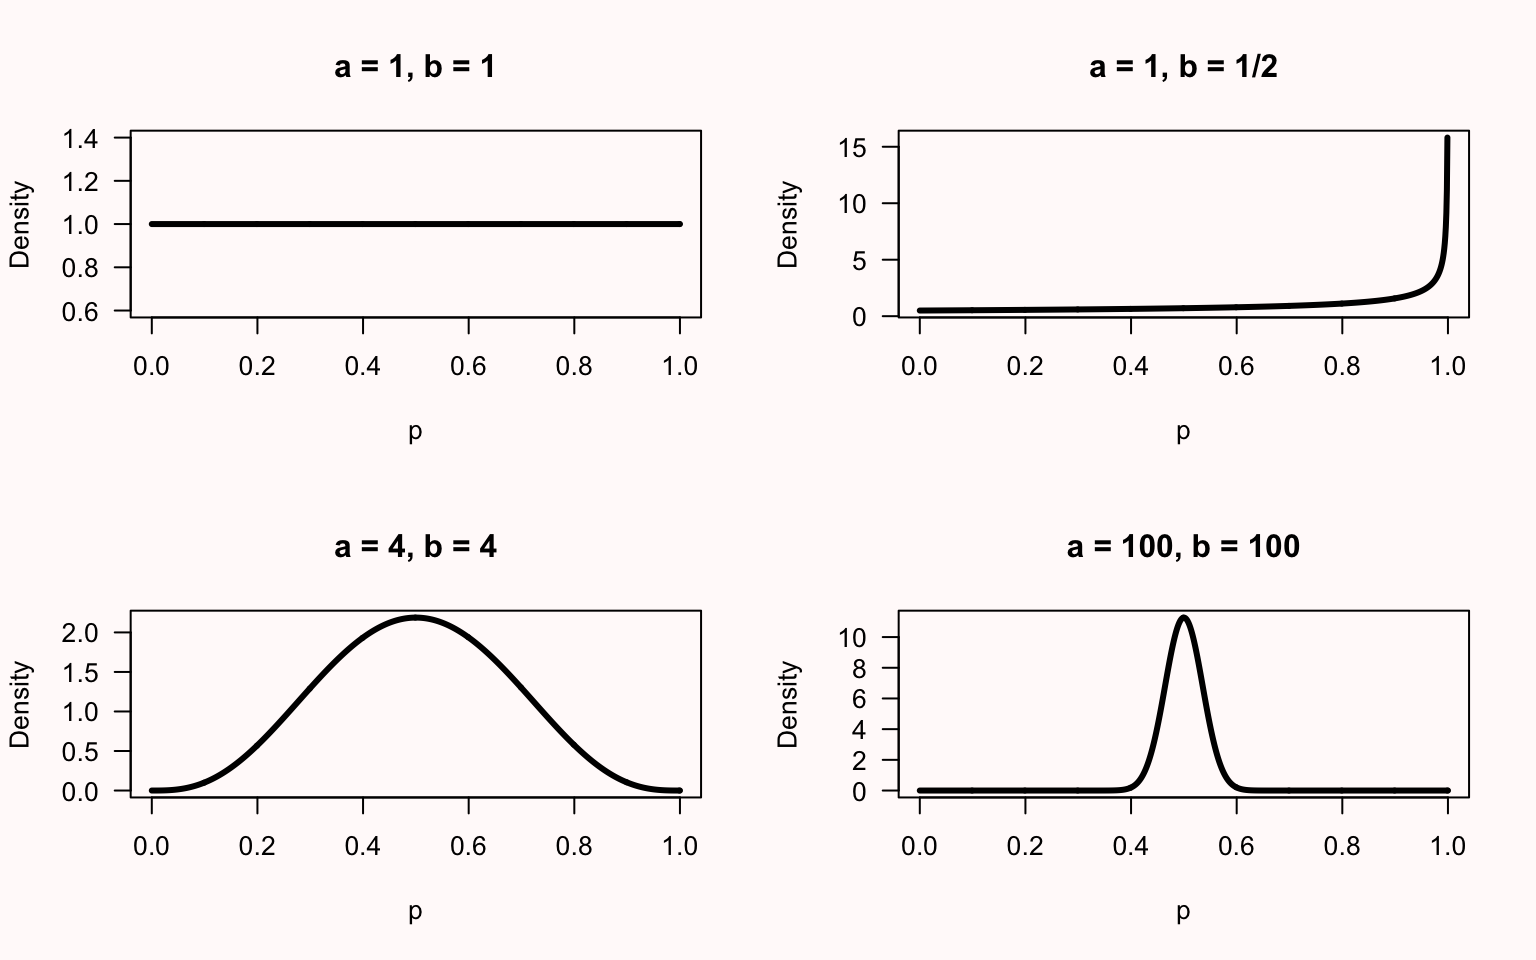 a = 1, b = 1
Density
1.4
1.2
1.0
0.8
0.6
0.0 0.2 0.4 0.6 0.8 1.0
p
a = 1, b = 1/2
Density
15
10
5
0
0.0 0.2 0.4 0.6 0.8 1.0
p
a = 4, b = 4
Density
2.0
1.5
1.0
0.5
0.0
0.0 0.2 0.4 0.6 0.8 1.0
p
a = 100, b = 100
Density
10
8
6
4
2
0
0.0 0.2 0.4 0.6 0.8 1.0
p